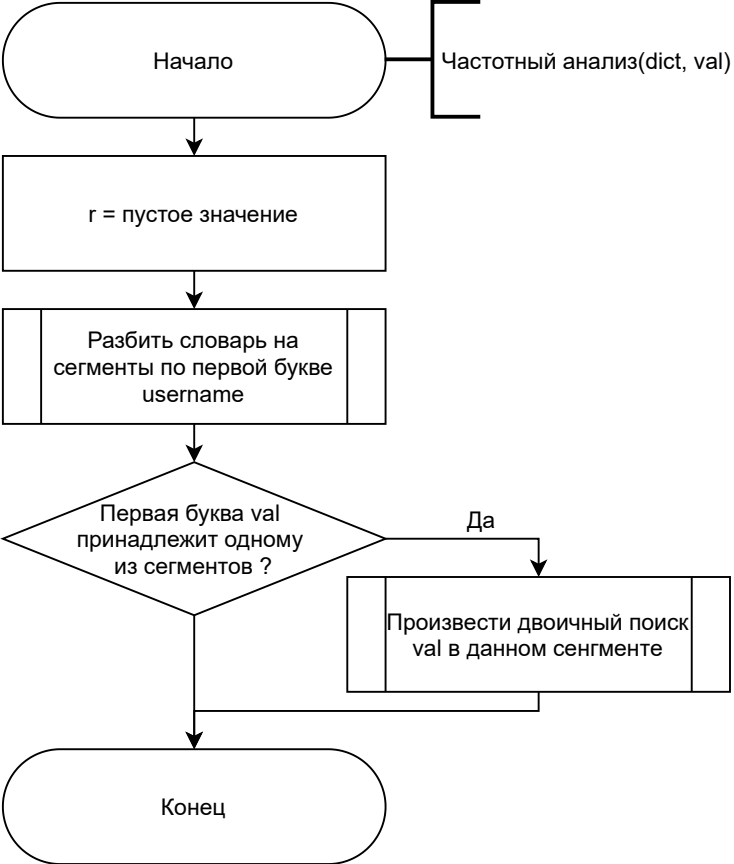 Начало
Частотный анализ(dict, val)
r = пустое значение
Разбить словарь на
сегменты по первой букве
username
Первая буква val
принадлежит одному
из сегментов ?
Да
Произвести двоичный поиск
val в данном сенгменте
Конец